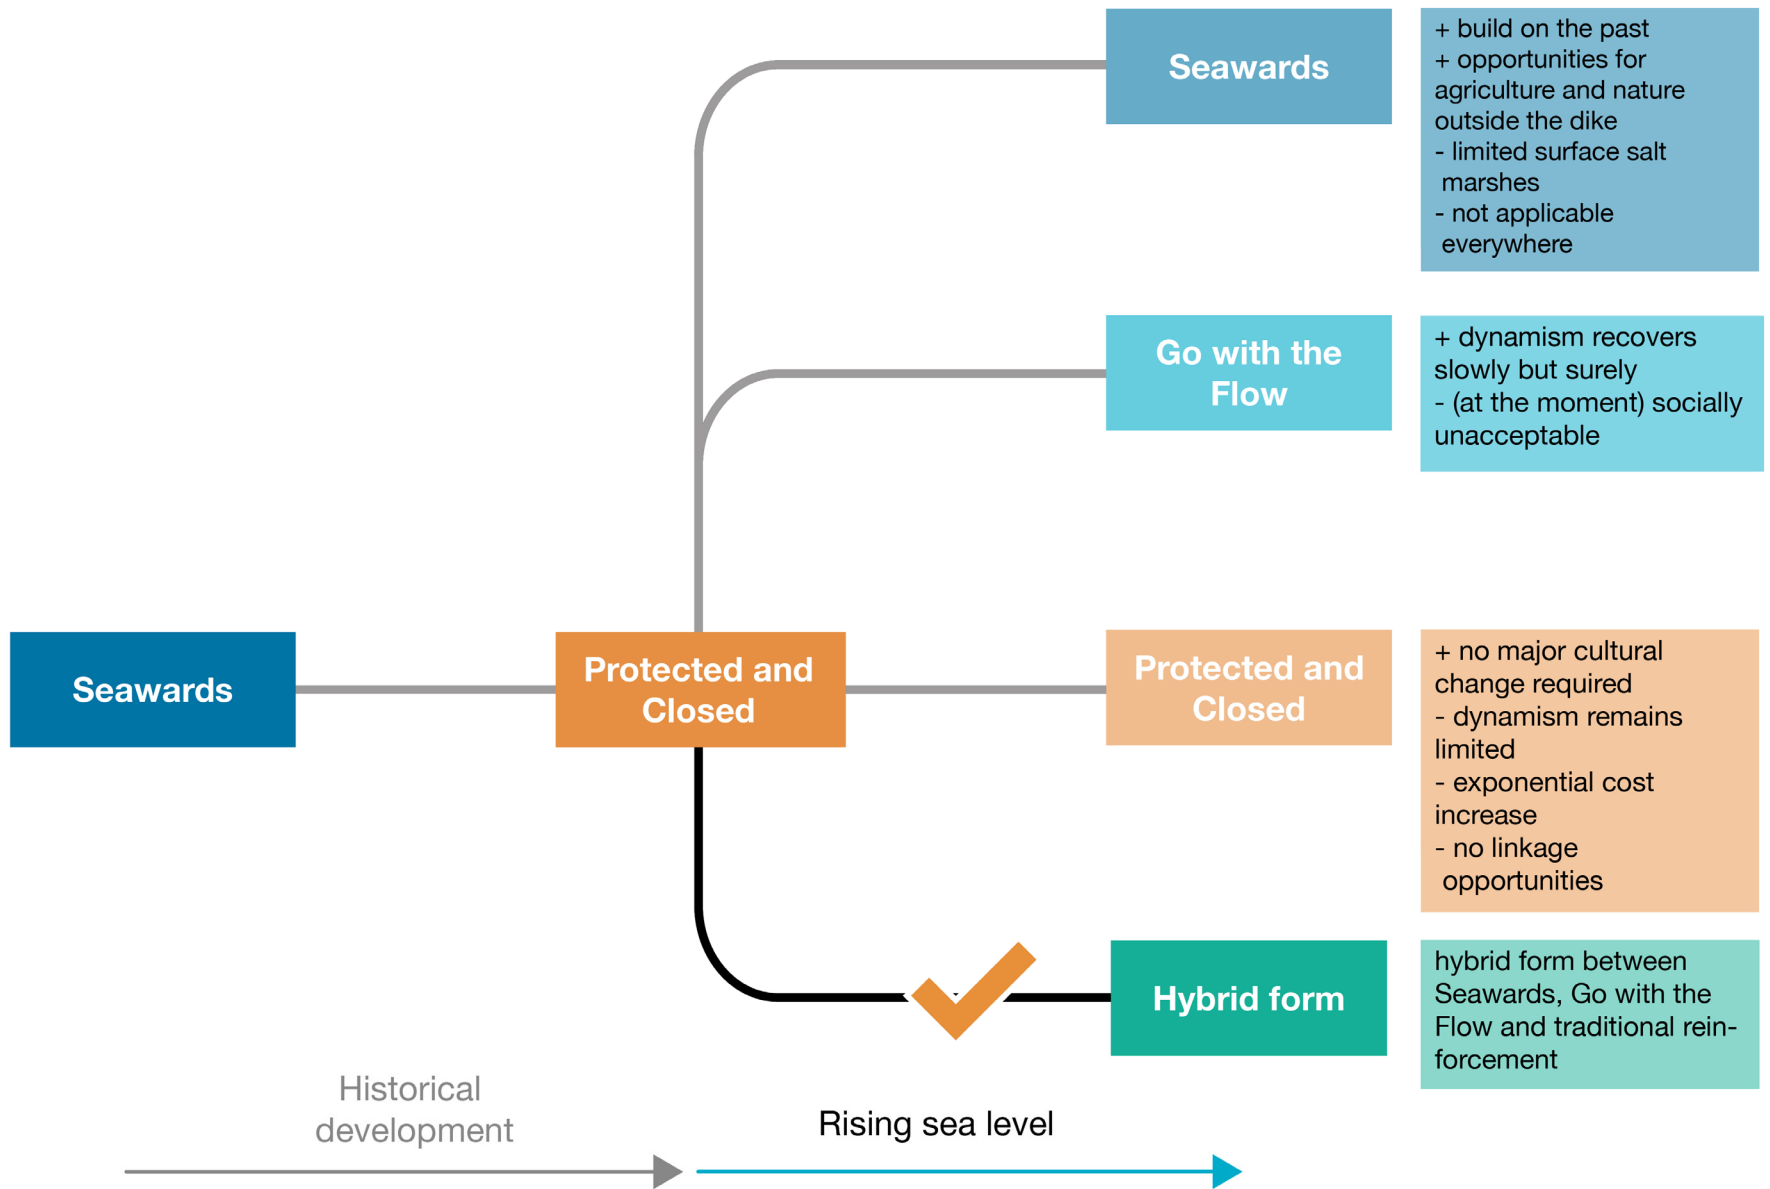 Seawards
+ build on the past
+ opportunities for
agriculture and nature
outside the dike
- limited surface salt
marshes
- not applicable
everywhere
Go with the
Flow
+ dynamism recovers
slowly but surely
- (at the moment) socially
unacceptable
Seawards
Protected and
Closed
Protected and
Closed
+ no major cultural
change required
- dynamism remains
limited
- exponential cost
increase
- no linkage
opportunities
Hybrid form
hybrid form between
Seawards, Go with the
Flow and traditional rein-
forcement
Historical
development
Rising sea level